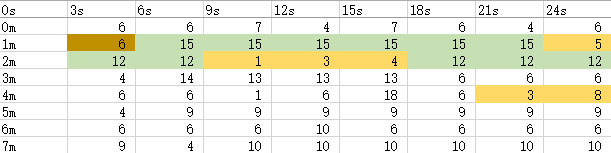 0s 3s 6s 9s 12s 15s 18s 21s 24s
0m 6 6 7 4 7 6 4 6
1m 6 15 15 15 15 15 15 5
2m 12 12 1 3 4 12 12 12
3m 4 14 13 13 13 6 6 6
4m 6 6 1 6 18 6 3 8
5m 4 9 9 9 9 9 9 9
6m 6 6 6 10 6 6 6 6
7m 9 4 10 10 10 10 10 10